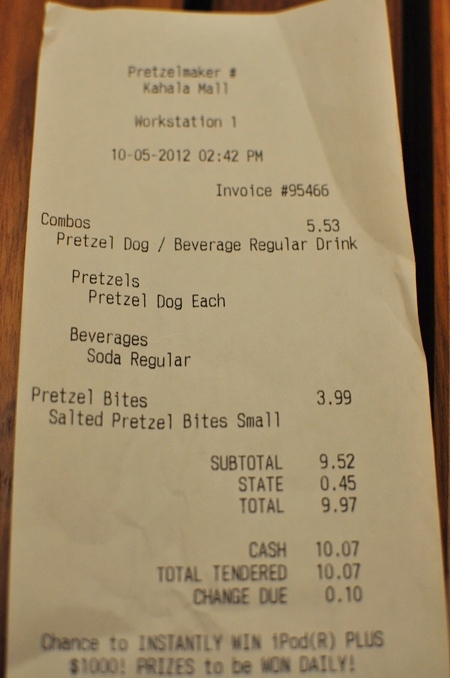 Pretzelmaker #
Kahala Mall
Workstation 1
10-05-2012 02:42 PM
Invoice #95466
Combos 5.53
Pretzel Dog / Beverage Regular Drink
Pretzels
Pretzel Dog Each
Beverages
Soda Regular
Pretzel Bites 3.99
Salted Pretzel Bites Small
SUBTOTAL 9.52
STATE 0.45
TOTAL 9.97
CASH 10.07
TOTAL TENDERED 10.07
CHANGE DUE 0.10
Chance to INSTANTLY WIN iPod(R) PLUS
$1000! PRIZES to be WON DAILY!